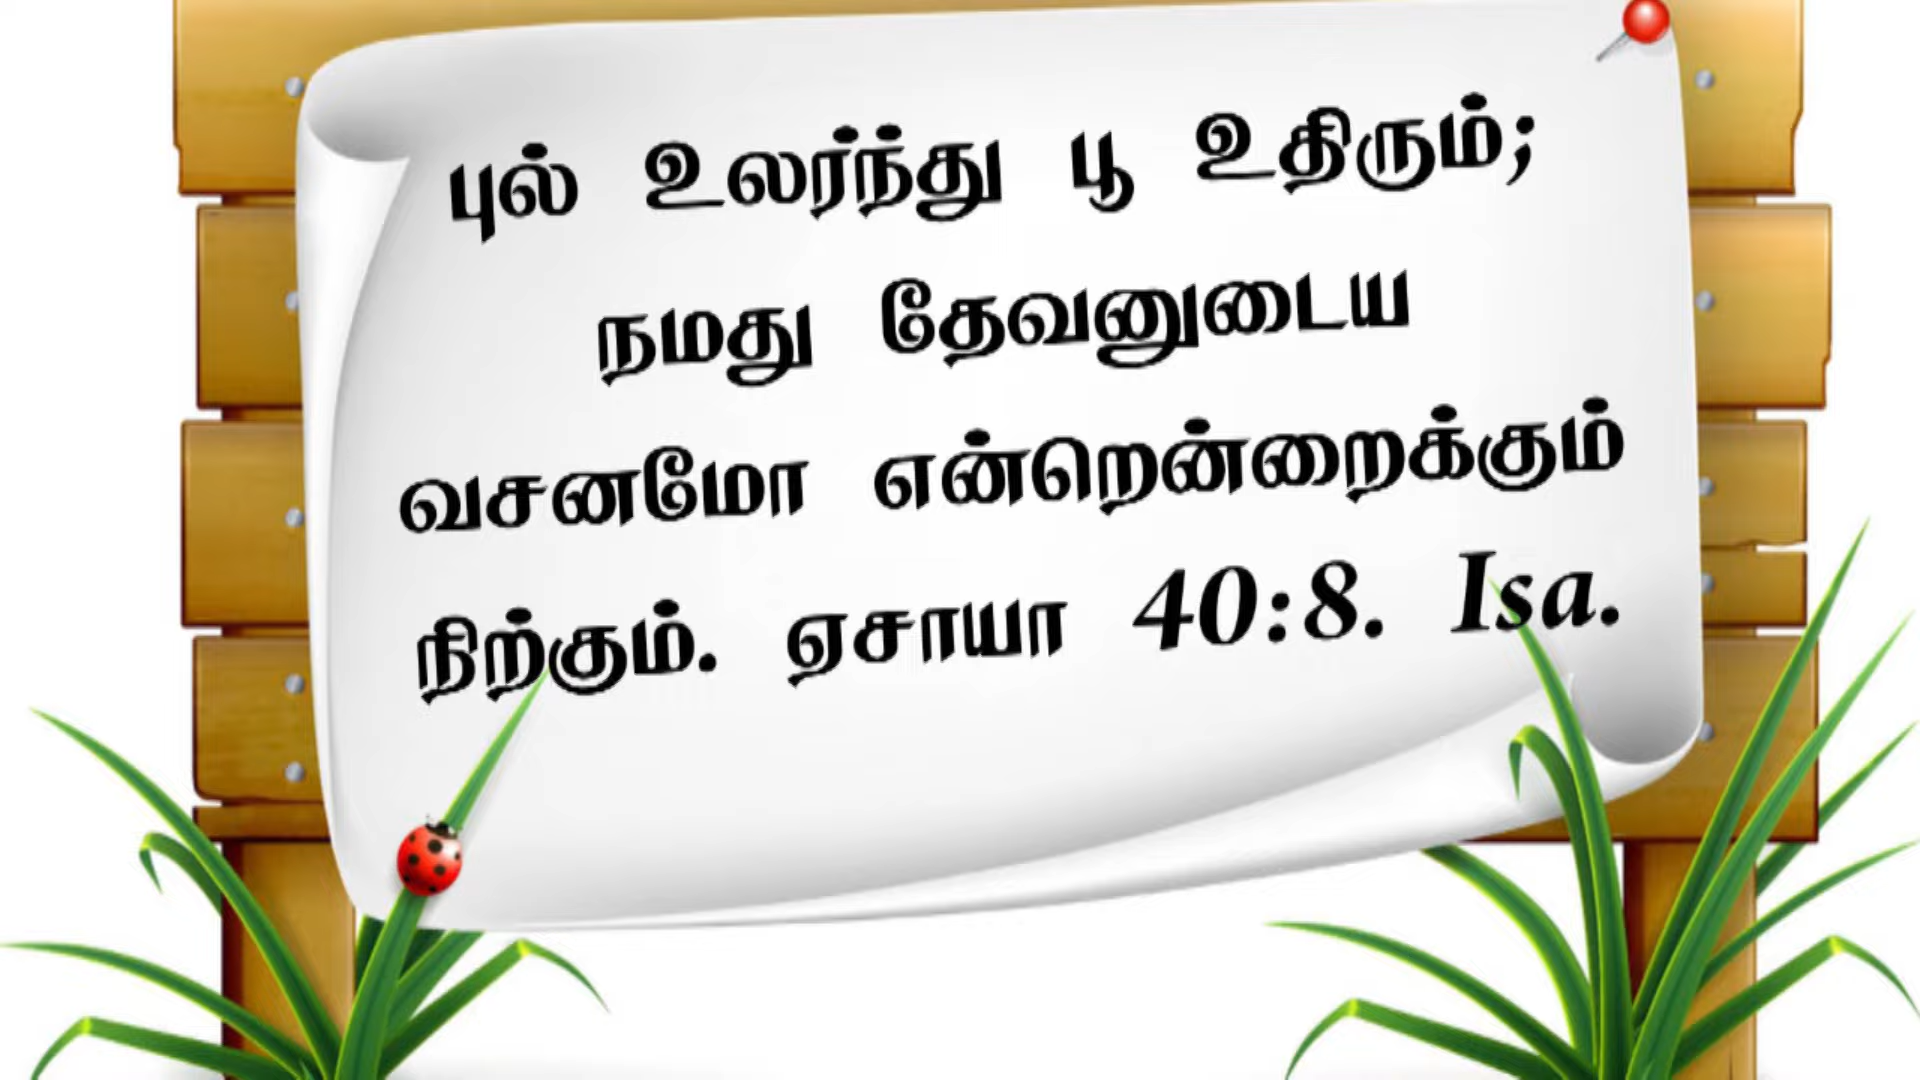 புல் உலர்ந்து பூ உதிரும்;
நமது தேவனுடைய
வசனமோ என்றென்றைக்கும்
நிற்கும். ஏசாயா 40:8. Isa.